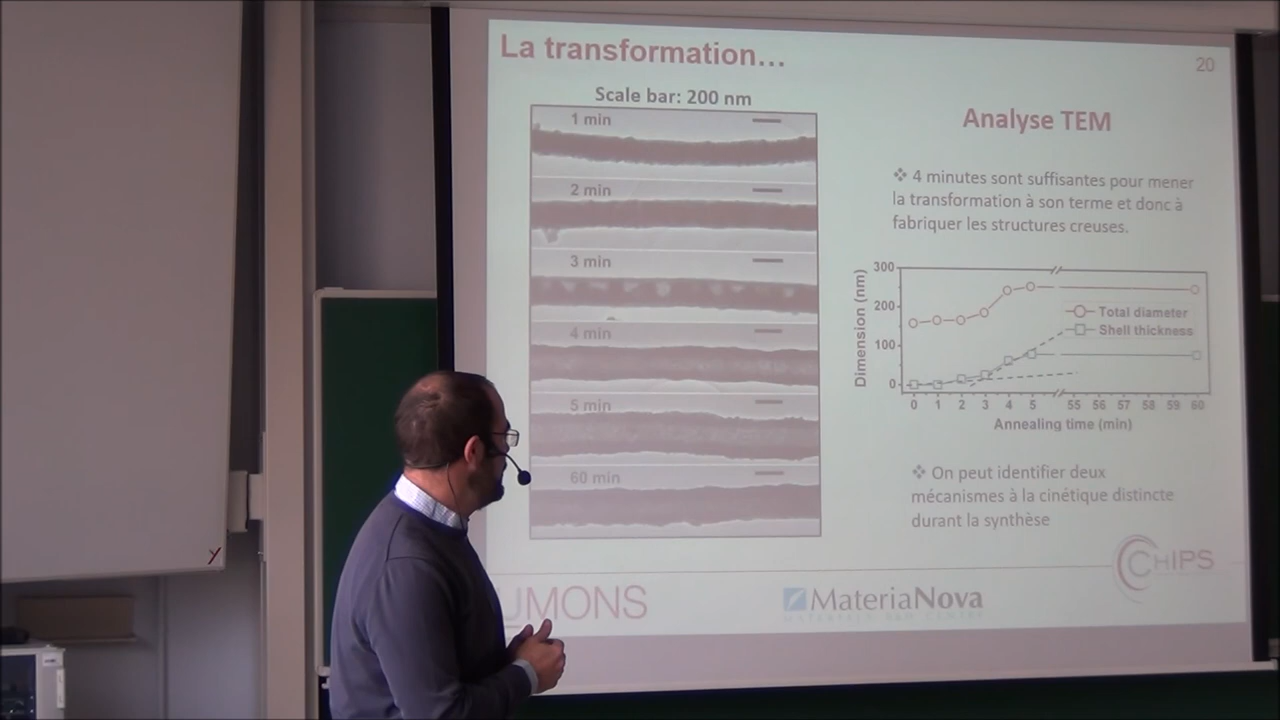 La transformation...
20
Scale bar: 200 nm
1 min
2 min
3 min
4 min
5 min
60 min
Analyse TEM
❖ 4 minutes sont suffisantes pour mener
la transformation à son terme et donc à
fabriquer les structures creuses.
Dimension (nm)
300
200
100
0
Total diameter
Shell thickness
0 1 2 3 4 5 55 56 57 58 59 60
Annealing time (min)
❖ On peut identifier deux
mécanismes à la cinétique distincte
durant la synthèse
UMONS
MateriaNova
CHIPS